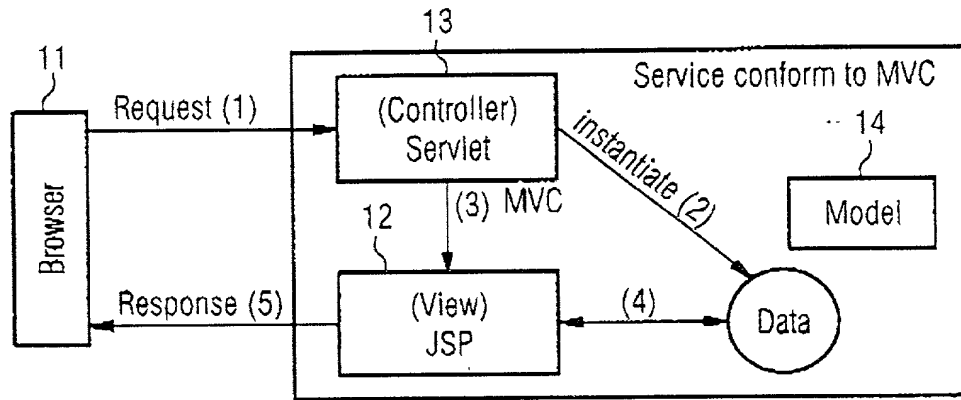 13
11
Service conform to MVC
Request (1)
(Controller)
Servlet
14
instantiate (2)
Browser
(3) MVC
Model
12
Response (5)
(View)
JSP
(4)
Data